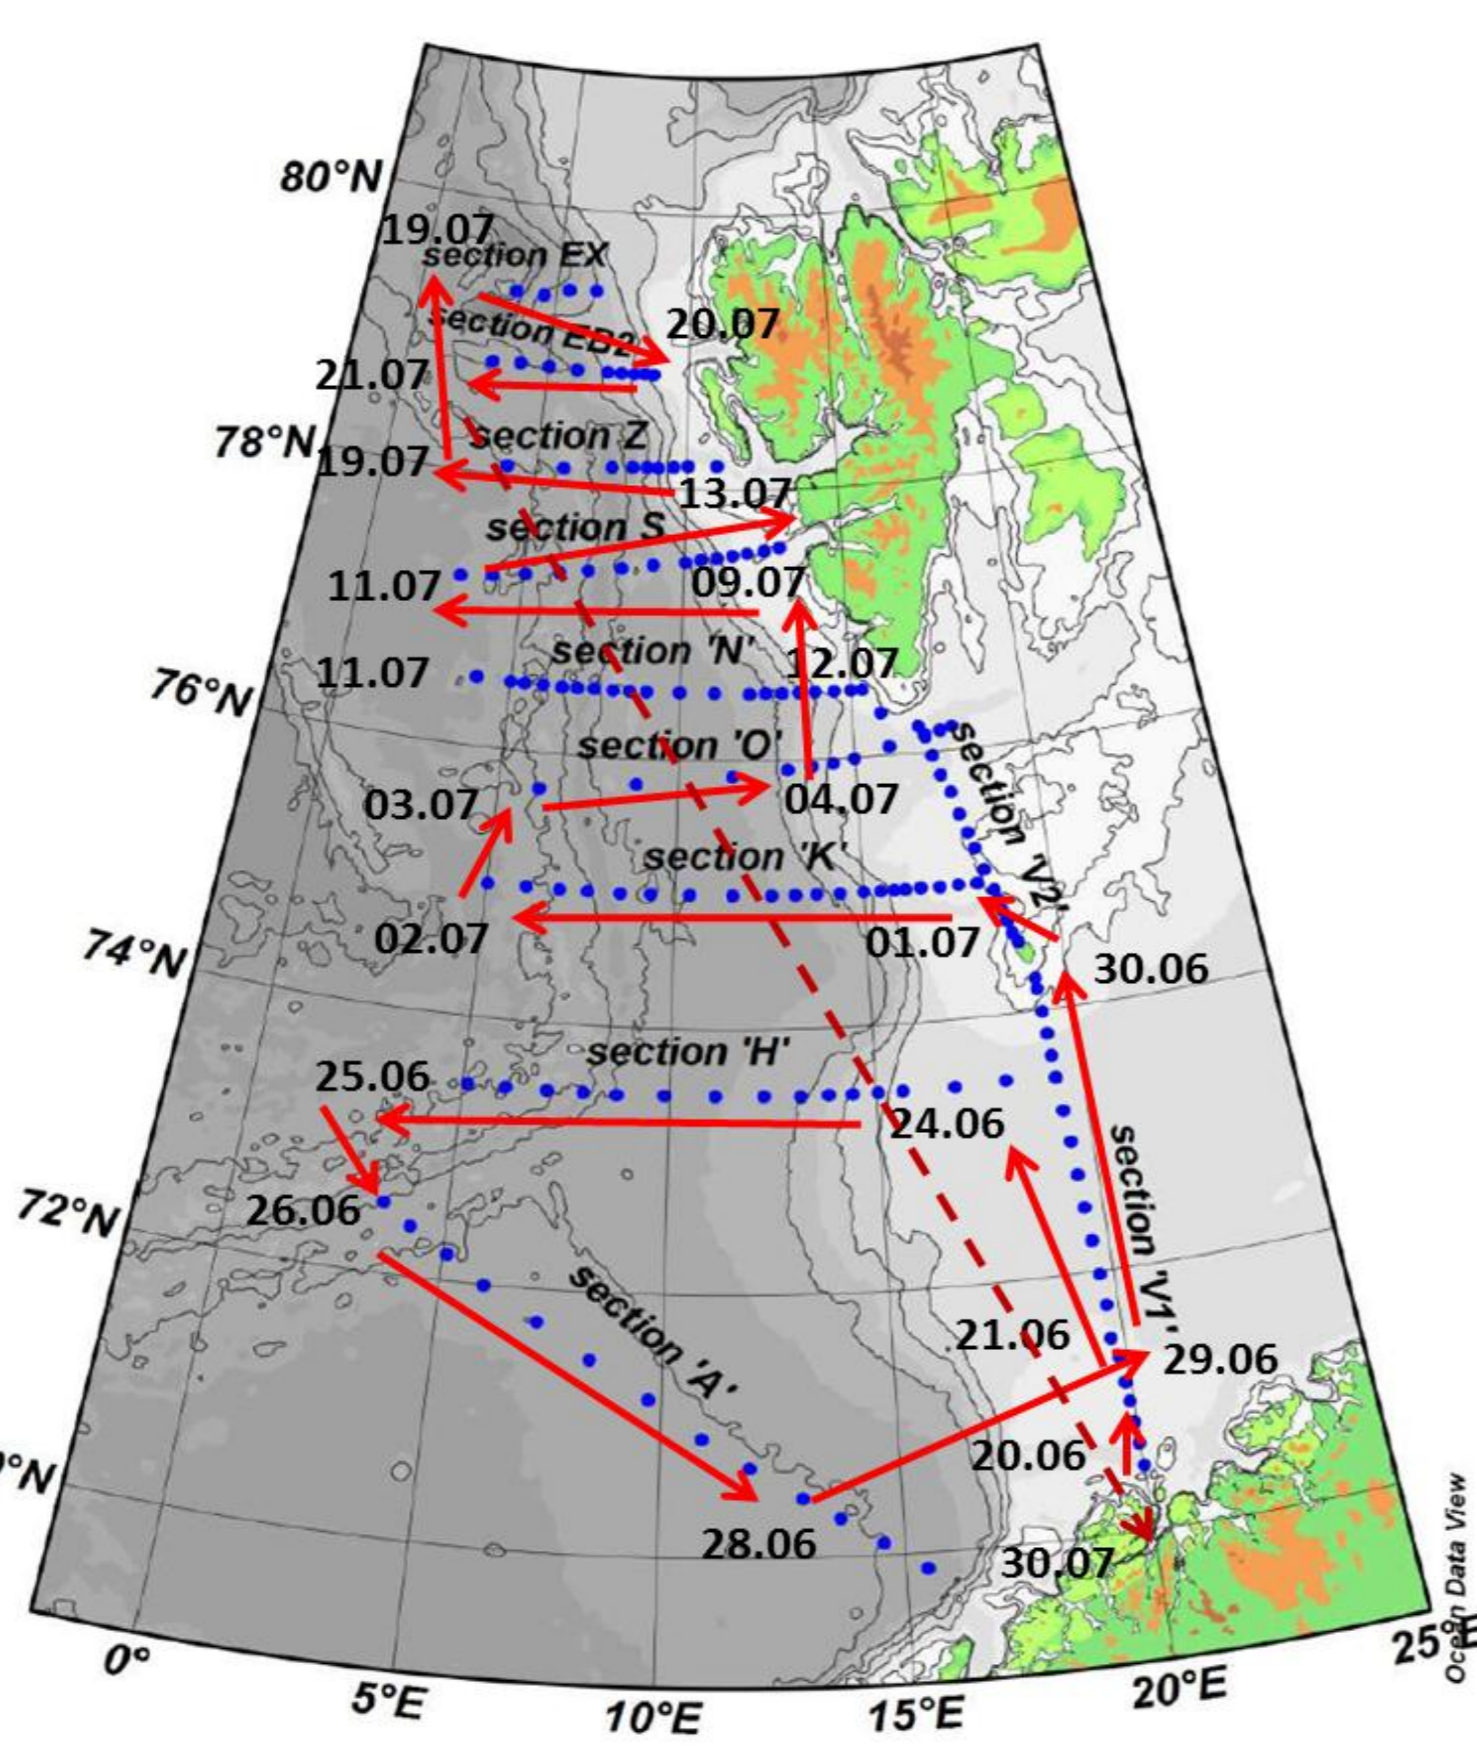 80°N
19.07
section EX
20.07
section EB2
21.07
78°N
section Z
19.07
13.07
section S
11.07
09.07
section 'N'
12.07
11.07
76°N
section 'O'
section 'V2'
03.07
04.07
section 'K'
02.07
01.07
74°N
30.06
section 'H'
25.06
24.06
section 'V1'
72°N
26.06
section 'A'
21.06
29.06
20.06
0°N
28.06
30.07
Ocean Data View
0°
5°E
10°E
15°E
20°E
25°E